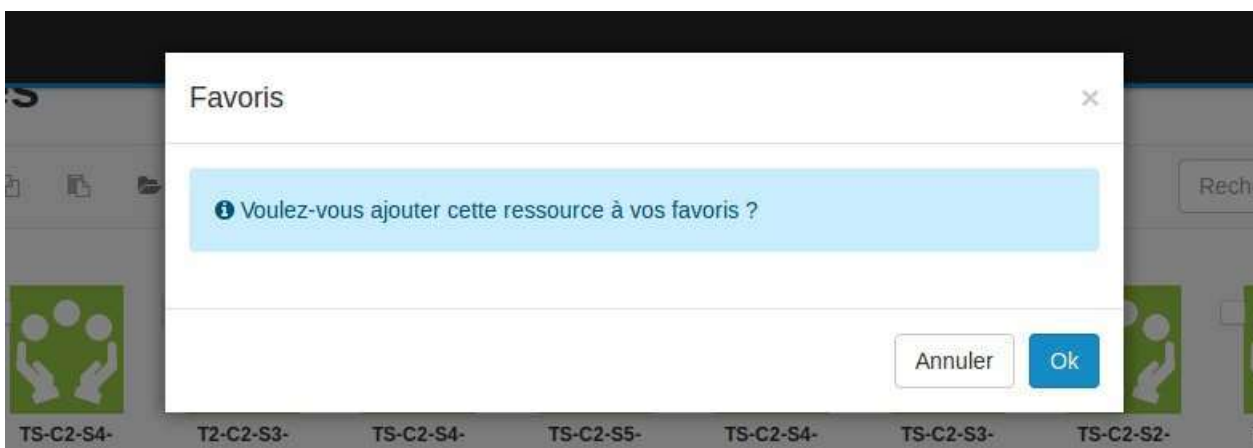 Favoris
×
Voulez-vous ajouter cette ressource à vos favoris ?
Rech
Annuler
Ok
TS-C2-S4-
T2-C2-S3-
TS-C2-S4-
TS-C2-S5-
TS-C2-S4-
TS-C2-S3-
TS-C2-S2-